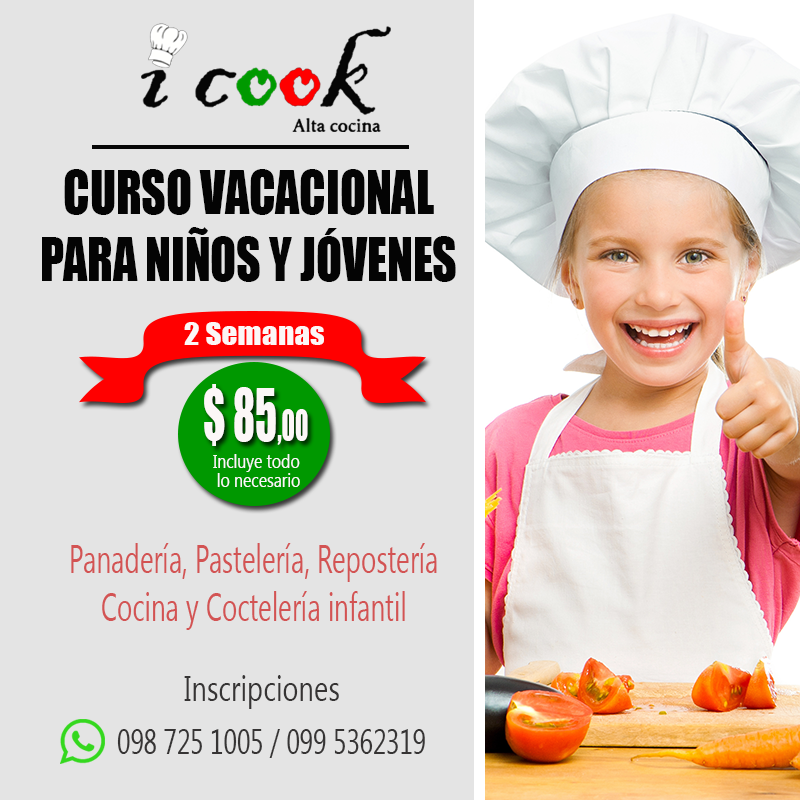 i cook
Alta cocina
CURSO VACACIONAL
PARA NIÑOS Y JÓVENES
2 Semanas
$ 85,00
Incluye todo
lo necesario
Panadería, Pastelería, Repostería
Cocina y Coctelería infantil
Inscripciones
098 725 1005 / 099 5362319